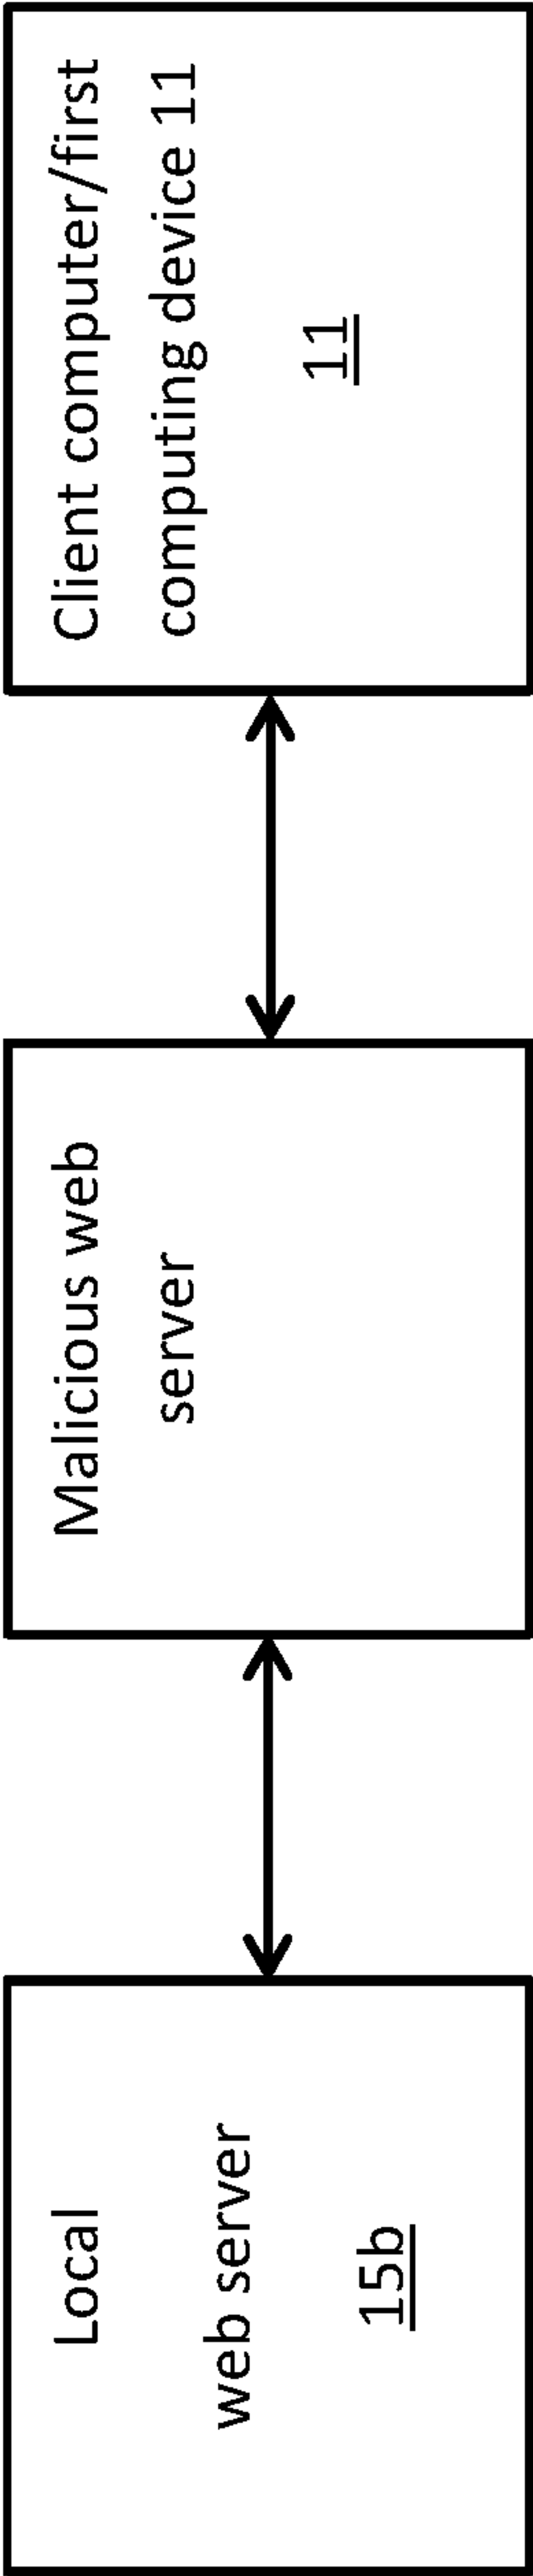 Local
web server
15b
Malicious web
server
Client computer/first
computing device 11
11